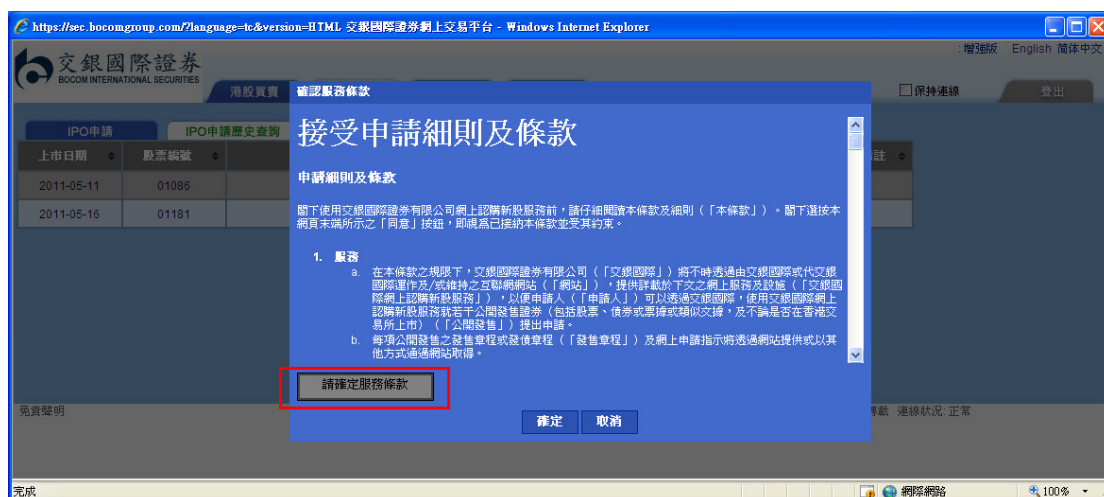 https://sec.bocomgroup.com/?language=tc&version=HTML 交銀國際證券網上交易平台 - Windows Internet Explorer
:增強版 English 簡体中文
交銀國際證券
BOCOM INTERNATIONAL SECURITIES
港股買賣
確認服務條款
保持連線
登出
IPO申請
IPO申請歷史查詢
接受申請細則及條款
上市日期
股票編號
註
2011-05-11
01086
2011-05-16
01181
申請細則及條款
閣下使用交銀國際證券有限公司網上認購新股服務前，請仔細閱讀本條款及細則（「本條款」）。閣下選按本
網頁末端所示之「同意」按鈕，即視為已接納本條款並受其約束。
1. 服務
a. 在本條款之規限下，交銀國際證券有限公司（「交銀國際」）將不時透過由交銀國際或代交銀
國際運作及/或維持之互聯網網站（「網站」），提供詳載於下文之網上服務及設施（「交銀國
際網上認購新股服務」），以便申請人（「申請人」）可以透過交銀國際，使用交銀國際網上
認購新股服務就若干公開發售證券（包括股票、債券或票據或類似文據，及不論是否在香港交
易所上市）（「公開發售」）提出申請。
b. 每項公開發售之發售章程或發債章程（「發售章程」）及網上申請指示將透過網站提供或以其
他方式通過網站取得。
請確定服務條款
確定
取消
免責聲明
轉載 連線狀況:正常
完成
網際網路
100%